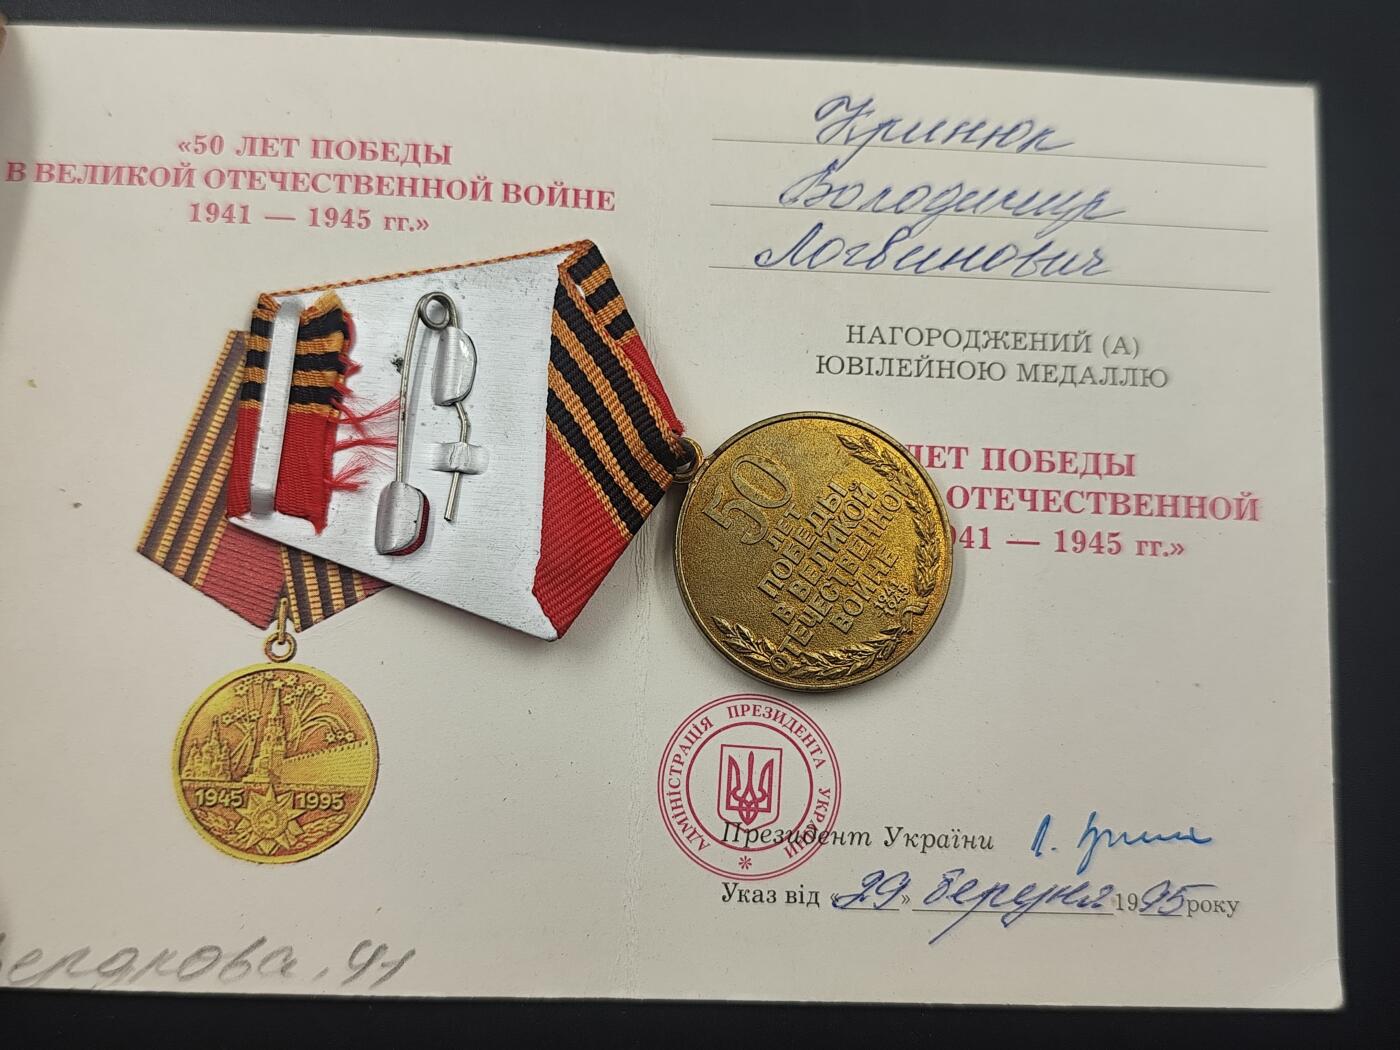 «50 ЛЕТ ПОБЕДЫ
В ВЕЛИКОЙ ОТЕЧЕСТВЕННОЙ ВОЙНЕ
1941 — 1945 гг.»
1945 1995
Кринюк
Володимир
Логвинович
НАГОРОДЖЕНИЙ (А)
ЮВІЛЕЙНОЮ МЕДАЛЛЮ
ЛЕТ ПОБЕДЫ
ОТЕЧЕСТВЕННОЙ
941 — 1945 гг.»
50
ЛЕТ
ПОБЕДЫ
В ВЕЛИКОЙ
ОТЕЧЕСТВЕННОЙ
ВОЙНЕ
1941
1945
АДМІНІСТРАЦІЯ ПРЕЗИДЕНТА УКРАЇНИ
Президент України
Указ від «29» березня 1995 року